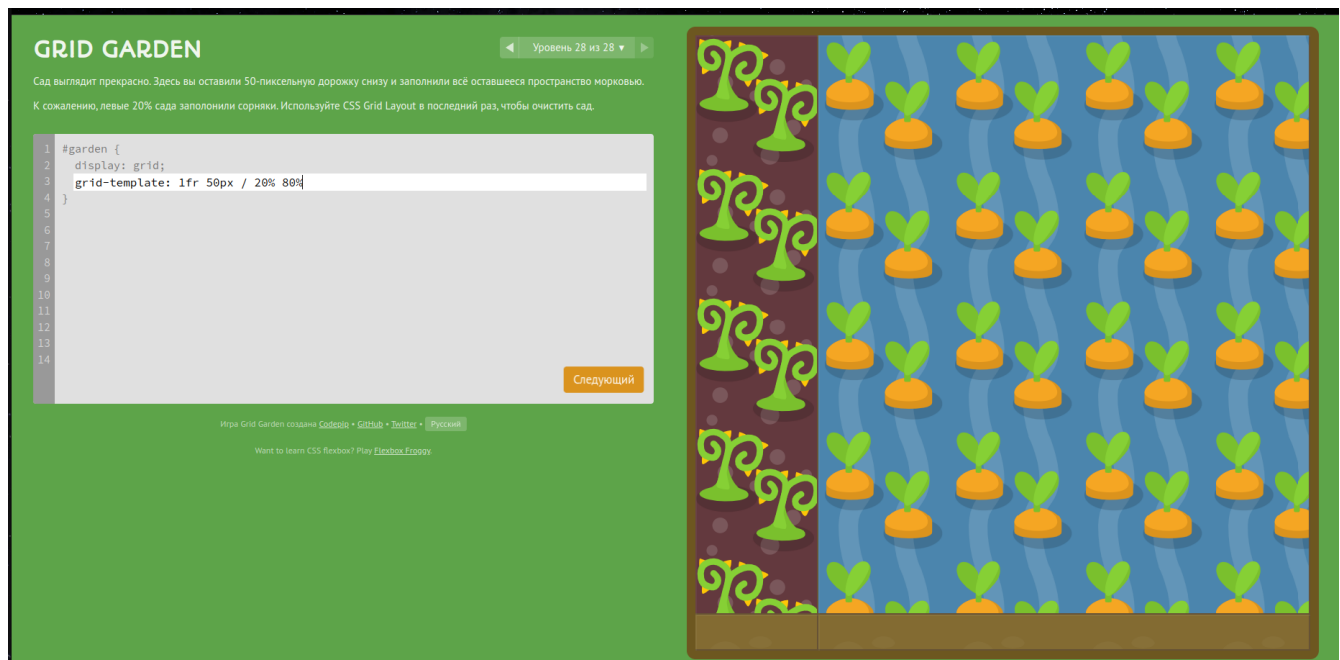 GRID GARDEN
◀ Уровень 28 из 28 ▾ ▶
Сад выглядит прекрасно. Здесь вы оставили 50-пиксельную дорожку снизу и заполнили всё оставшееся пространство морковью.
К сожалению, левые 20% сада заполонили сорняки. Используйте CSS Grid Layout в последний раз, чтобы очистить сад.
1 #garden {
2 display: grid;
3 grid-template: 1fr 50px / 20% 80%
4 }
5
6
7
8
9
10
11
12
13
14
Следующий
Игра Grid Garden создана Codepip • GitHub • Twitter • Русский
Want to learn CSS flexbox? Play Flexbox Froggy.